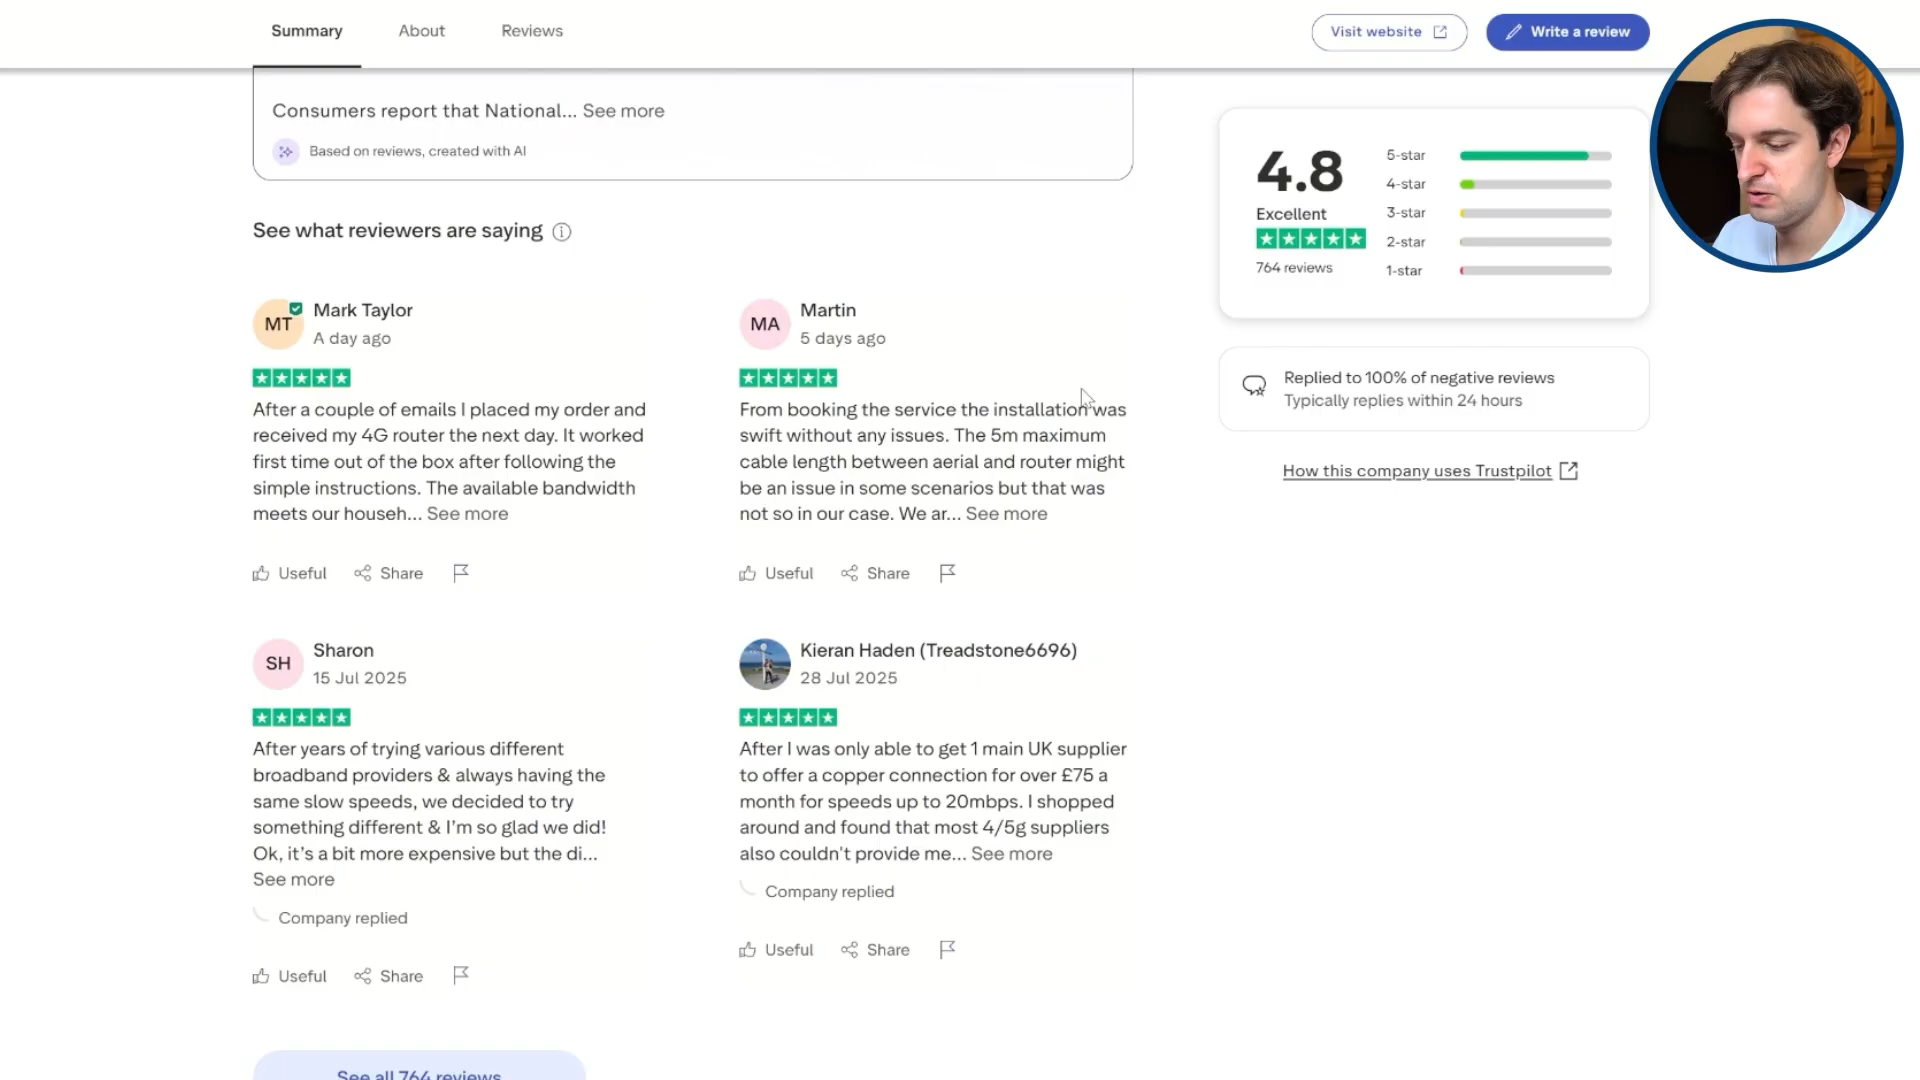 Summary
About
Reviews
Visit website
Write a review
Consumers report that National... See more
Based on reviews, created with AI
See what reviewers are saying
MT
Mark Taylor
A day ago
After a couple of emails I placed my order and
received my 4G router the next day. It worked
first time out of the box after following the
simple instructions. The available bandwidth
meets our househ... See more
Useful
Share
MA
Martin
5 days ago
From booking the service the installation was
swift without any issues. The 5m maximum
cable length between aerial and router might
be an issue in some scenarios but that was
not so in our case. We ar... See more
Useful
Share
SH
Sharon
15 Jul 2025
After years of trying various different
broadband providers & always having the
same slow speeds, we decided to try
something different & I'm so glad we did!
Ok, it's a bit more expensive but the di...
See more
Company replied
Useful
Share
Kieran Haden (Treadstone6696)
28 Jul 2025
After I was only able to get 1 main UK supplier
to offer a copper connection for over £75 a
month for speeds up to 20mbps. I shopped
around and found that most 4/5g suppliers
also couldn't provide me... See more
Company replied
Useful
Share
See all 764 reviews
4.8
Excellent
764 reviews
5-star
4-star
3-star
2-star
1-star
Replied to 100% of negative reviews
Typically replies within 24 hours
How this company uses Trustpilot